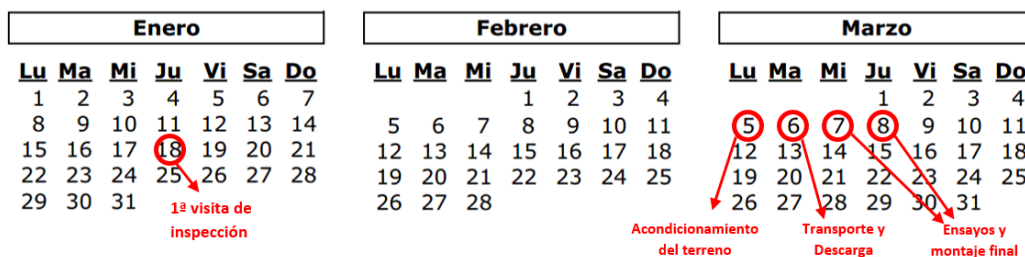 Enero
Lu Ma Mi Ju Vi Sa Do
1 2 3 4 5 6 7
8 9 10 11 12 13 14
15 16 17 18 19 20 21
22 23 24 25 26 27 28
29 30 31
1ª visita de
inspección
Febrero
Lu Ma Mi Ju Vi Sa Do
1 2 3 4
5 6 7 8 9 10 11
12 13 14 15 16 17 18
19 20 21 22 23 24 25
26 27 28
Marzo
Lu Ma Mi Ju Vi Sa Do
1 2 3 4
5 6 7 8 9 10 11
12 13 14 15 16 17 18
19 20 21 22 23 24 25
26 27 28 29 30 31
Acondicionamiento
del terreno
Transporte y
Descarga
Ensayos y
montaje final